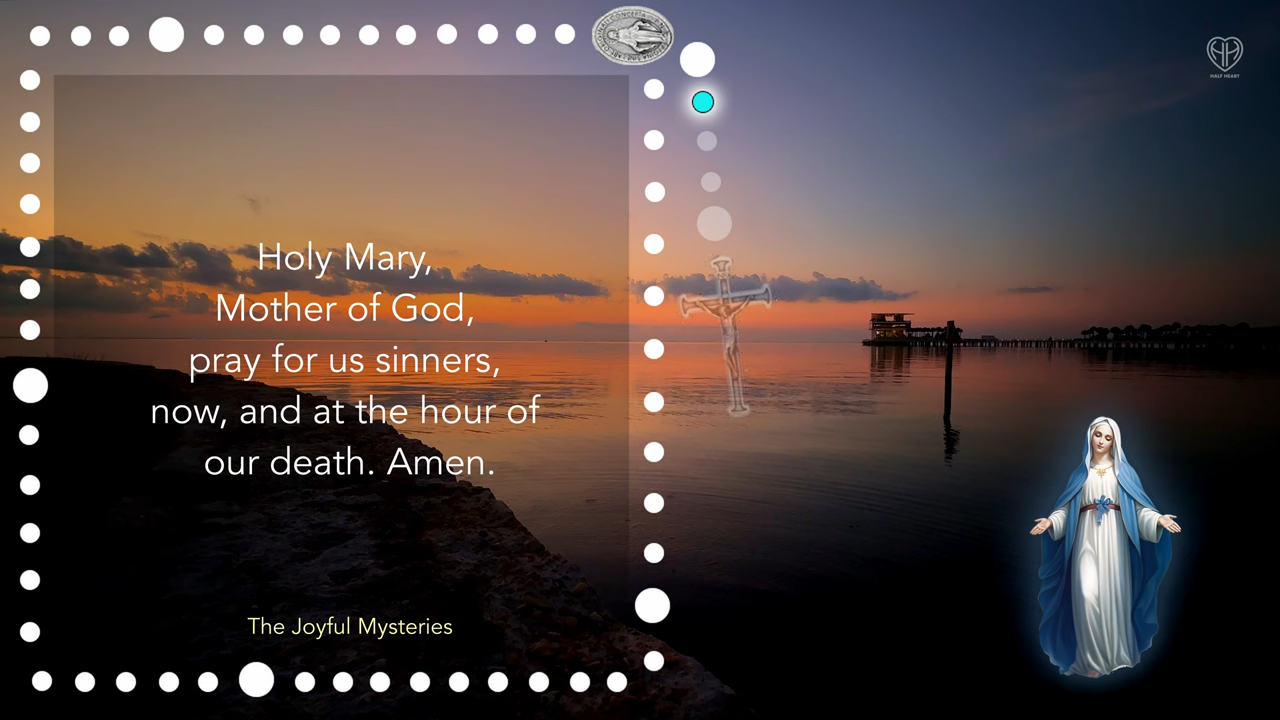 Holy Mary,
Mother of God,
pray for us sinners,
now, and at the hour of
our death. Amen.
The Joyful Mysteries
HALF HEART